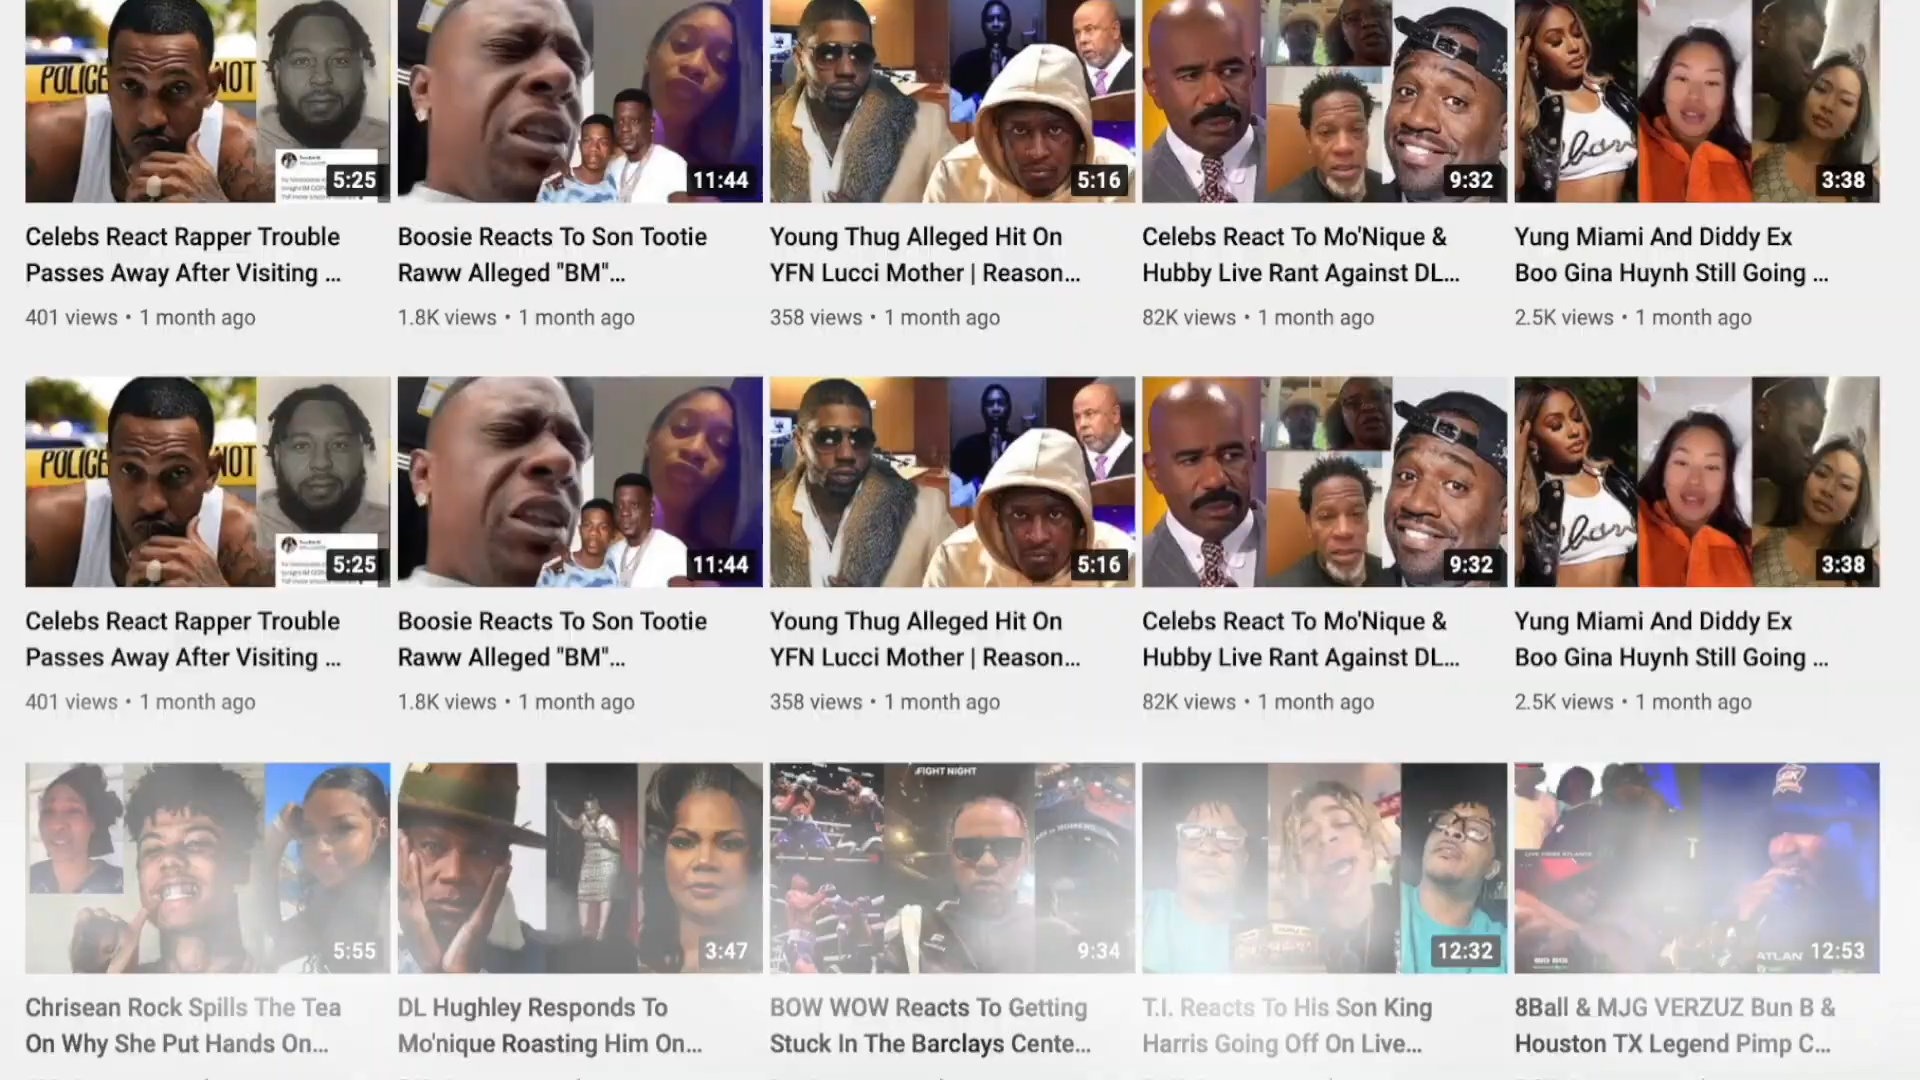 POLICE
NOT
5:25
11:44
5:16
9:32
3:38
Celebs React Rapper Trouble
Passes Away After Visiting ...
401 views • 1 month ago
Boosie Reacts To Son Tootie
Raww Alleged "BM"...
1.8K views • 1 month ago
Young Thug Alleged Hit On
YFN Lucci Mother | Reason...
358 views • 1 month ago
Celebs React To Mo'Nique &
Hubby Live Rant Against DL...
82K views • 1 month ago
Yung Miami And Diddy Ex
Boo Gina Huynh Still Going ...
2.5K views • 1 month ago
POLICE
NOT
5:25
11:44
5:16
9:32
3:38
Celebs React Rapper Trouble
Passes Away After Visiting ...
401 views • 1 month ago
Boosie Reacts To Son Tootie
Raww Alleged "BM"...
1.8K views • 1 month ago
Young Thug Alleged Hit On
YFN Lucci Mother | Reason...
358 views • 1 month ago
Celebs React To Mo'Nique &
Hubby Live Rant Against DL...
82K views • 1 month ago
Yung Miami And Diddy Ex
Boo Gina Huynh Still Going ...
2.5K views • 1 month ago
5:55
3:47
FIGHT NIGHT
9:34
12:32
LIVE FROM ATLANTA
BIG BOI
ATLAN
12:53
Chrisean Rock Spills The Tea
On Why She Put Hands On...
DL Hughley Responds To
Mo'nique Roasting Him On...
BOW WOW Reacts To Getting
Stuck In The Barclays Cente...
T.I. Reacts To His Son King
Harris Going Off On Live...
8Ball & MJG VERZUZ Bun B &
Houston TX Legend Pimp C...